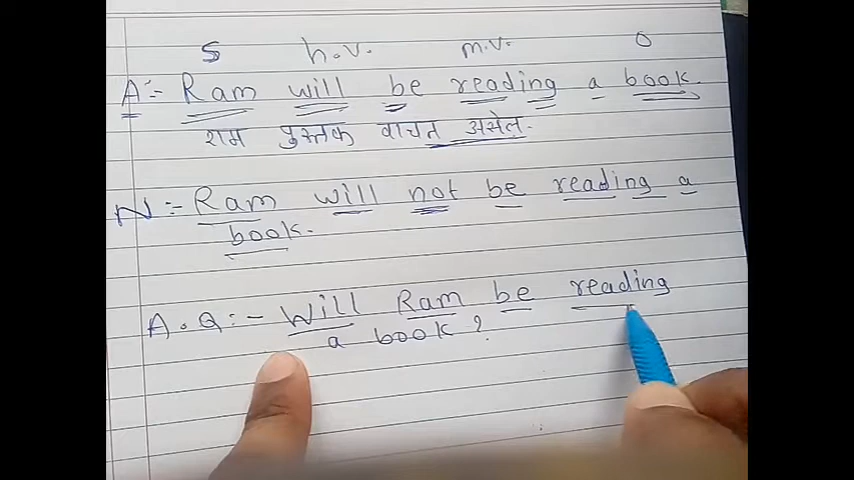 S h.v. m.v. O
A:- Ram will be reading a book.
राम पुस्तक वाचत असेल.
N:- Ram will not be reading a
book.
A.Q:- Will Ram be reading
a book?